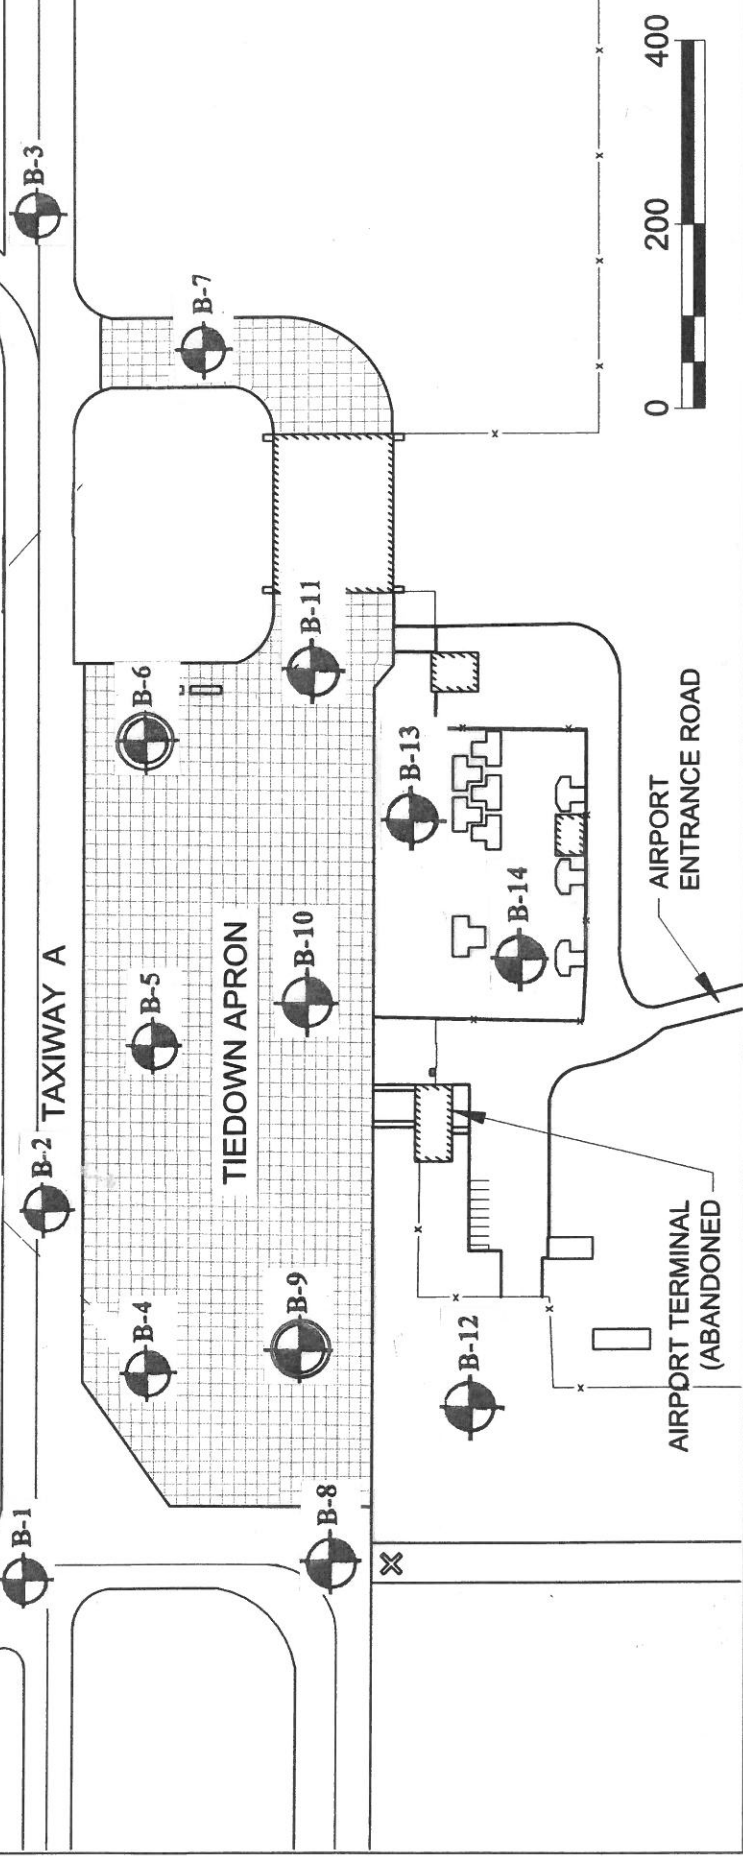 B-1
B-2
B-3
TAXIWAY A
B-4
B-5
B-6
B-7
TIEDOWN APRON
B-8
B-9
B-10
B-11
B-12
B-13
B-14
AIRPORT TERMINAL
(ABANDONED
AIRPORT
ENTRANCE ROAD
0
200
400